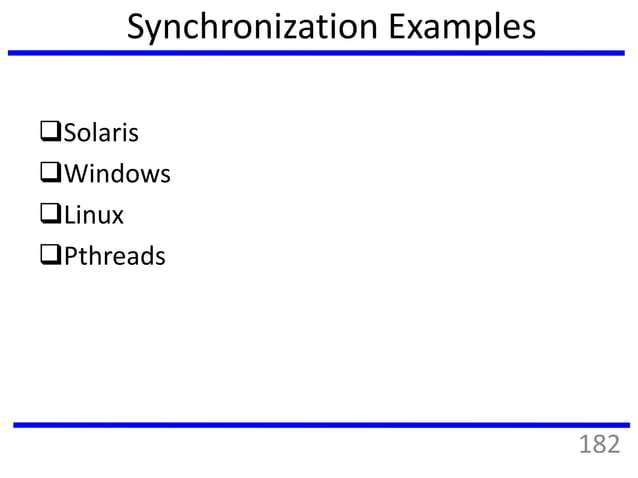 Synchronization Examples
❑Solaris
❑Windows
❑Linux
❑Pthreads
182